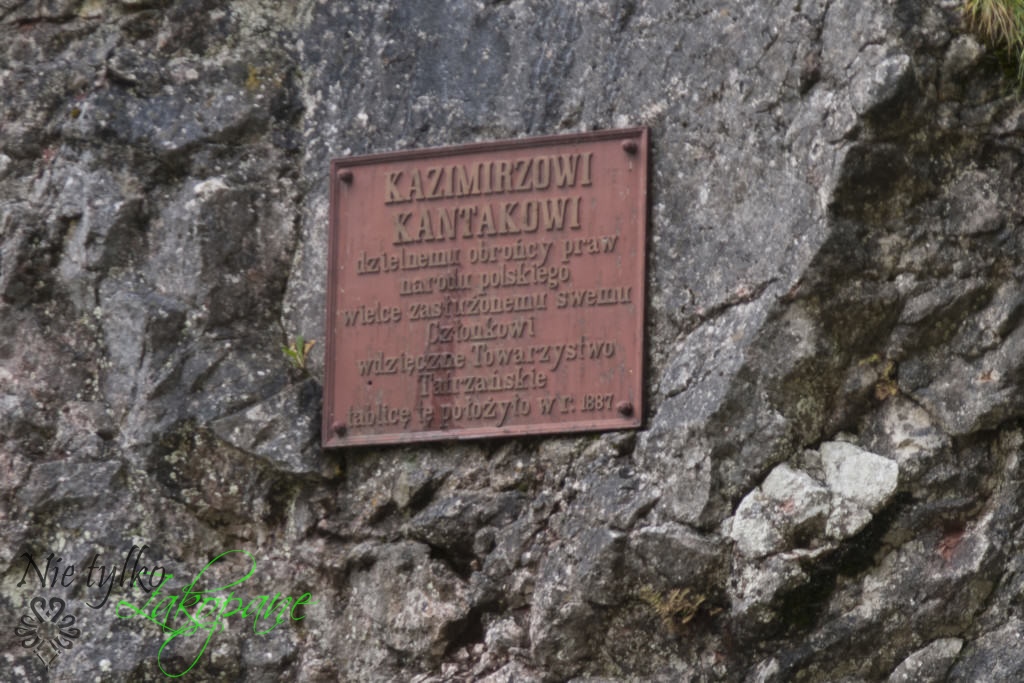 KAZIMIRZOWI
KANTAKOWI
dzielnemu obrońcy praw
narodu polskiego
wielce zasłużonemu swemu
Członkowi
wdzięczne Towarzystwo
Tatrzańskie
tablicę tę położyło w r. 1887
Nie tylko
Zakopane